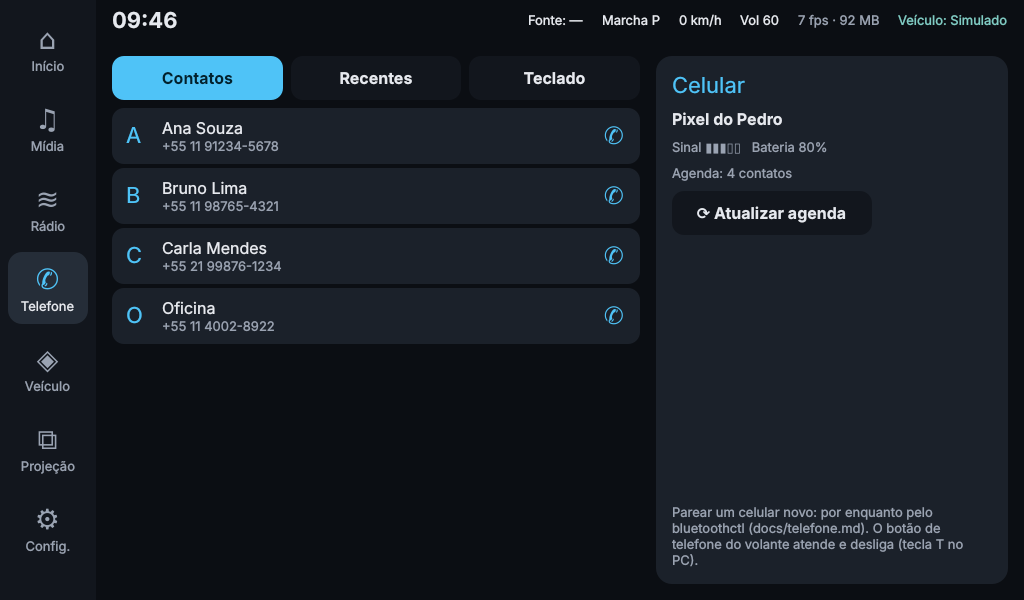 09:46
Fonte: —
Marcha P
0 km/h
Vol 60
7 fps · 92 MB
Veículo: Simulado
Início
Mídia
Rádio
Telefone
Veículo
Projeção
Config.
Contatos
Recentes
Teclado
A
Ana Souza
+55 11 91234-5678
B
Bruno Lima
+55 11 98765-4321
C
Carla Mendes
+55 21 99876-1234
O
Oficina
+55 11 4002-8922
Celular
Pixel do Pedro
Sinal ▮▮▮▯▯ Bateria 80%
Agenda: 4 contatos
⟳ Atualizar agenda
Parear um celular novo: por enquanto pelo
bluetoothctl (docs/telefone.md). O botão de
telefone do volante atende e desliga (tecla T no
PC).